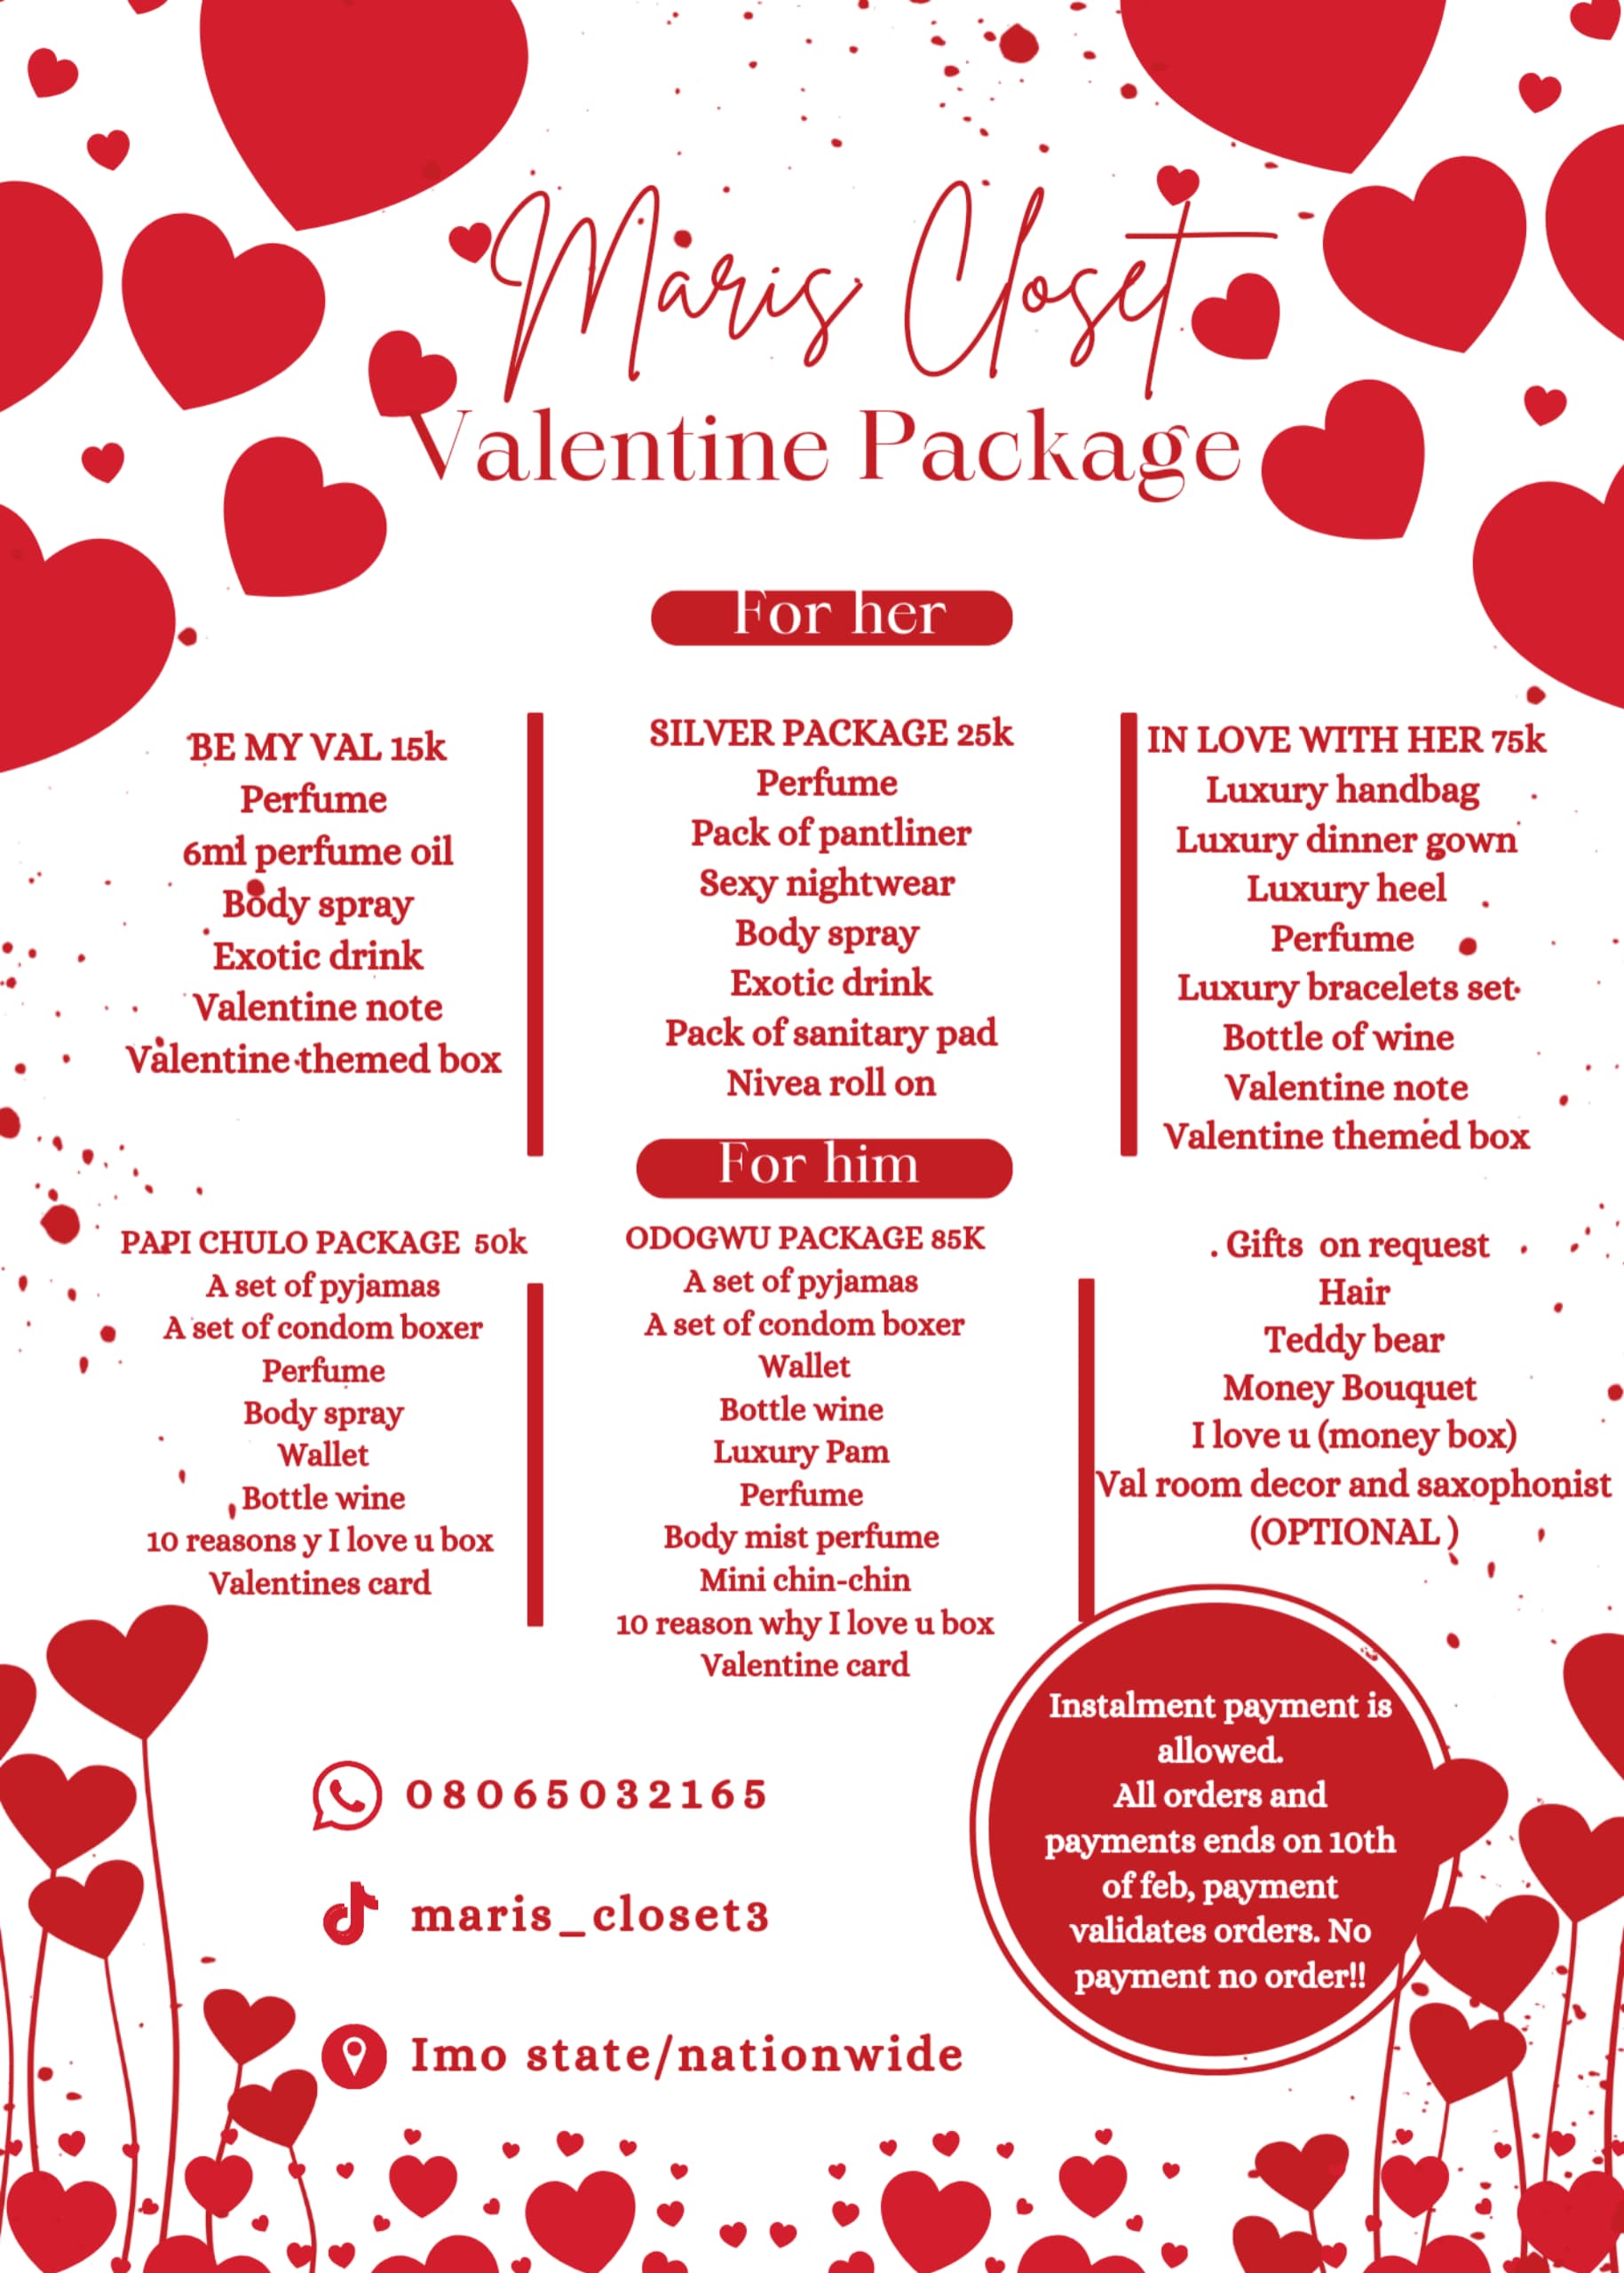 Maris Closet
Valentine Package
For her
BE MY VAL 15k
Perfume
6ml perfume oil
Body spray
Exotic drink
Valentine note
Valentine themed box
SILVER PACKAGE 25k
Perfume
Pack of pantliner
Sexy nightwear
Body spray
Exotic drink
Pack of sanitary pad
Nivea roll on
IN LOVE WITH HER 75k
Luxury handbag
Luxury dinner gown
Luxury heel
Perfume
Luxury bracelets set
Bottle of wine
Valentine note
Valentine themed box
For him
PAPI CHULO PACKAGE 50k
A set of pyjamas
A set of condom boxer
Perfume
Body spray
Wallet
Bottle wine
10 reasons y I love u box
Valentines card
ODOGWU PACKAGE 85K
A set of pyjamas
A set of condom boxer
Wallet
Bottle wine
Luxury Pam
Perfume
Body mist perfume
Mini chin-chin
10 reason why I love u box
Valentine card
. Gifts on request
Hair
Teddy bear
Money Bouquet
I love u (money box)
Val room decor and saxophonist
(OPTIONAL )
Instalment payment is
allowed.
All orders and
payments ends on 10th
of feb, payment
validates orders. No
payment no order!!
08065032165
maris_closet3
Imo state/nationwide